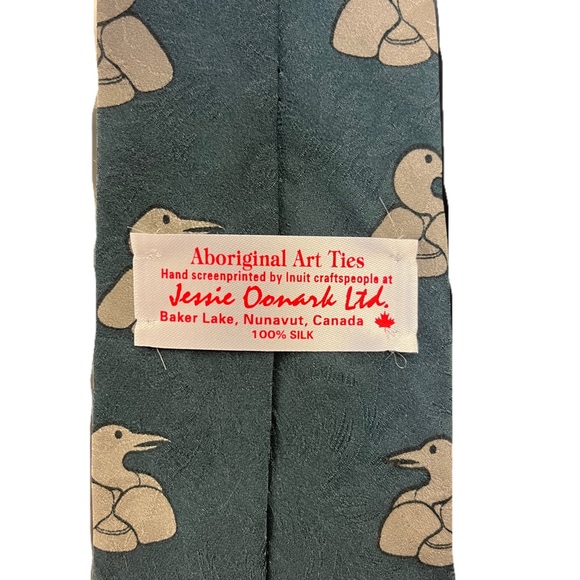 Aboriginal Art Ties
Hand screenprinted by Inuit craftspeople at
Jessie Oonark Ltd.
Baker Lake, Nunavut, Canada
100% SILK